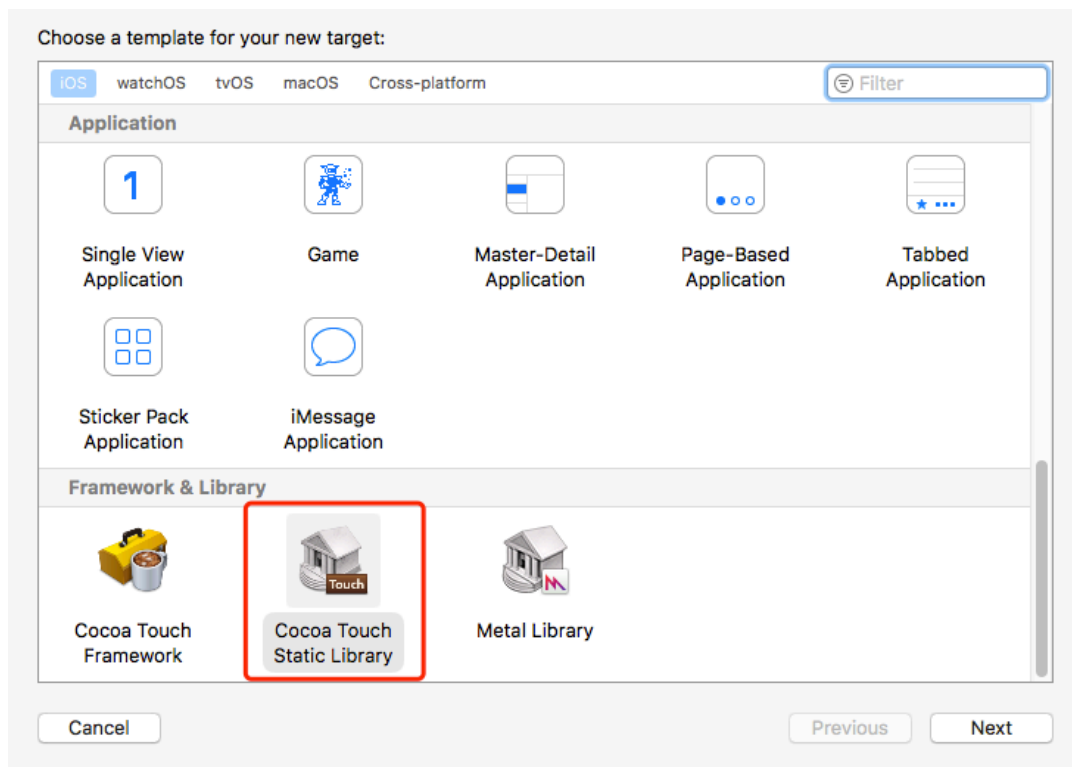 Choose a template for your new target:
iOS watchOS tvOS macOS Cross-platform Filter
Application
1
Single View Application
Game
Master-Detail Application
Page-Based Application
Tabbed Application
Sticker Pack Application
iMessage Application
Framework & Library
Touch
Cocoa Touch Framework
Cocoa Touch Static Library
Metal Library
Cancel Previous Next